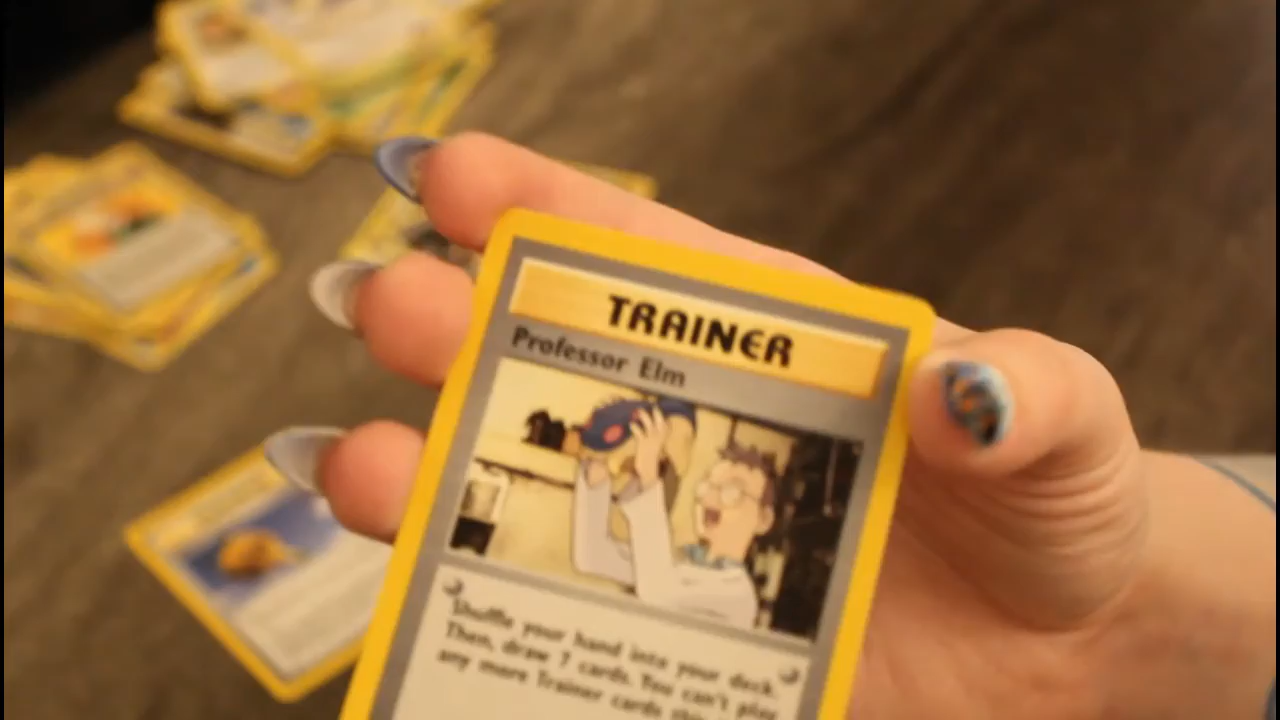 TRAINER
Professor Elm
Shuffle your hand into your deck.
Then, draw 7 cards. You can't play
any more Trainer cards this